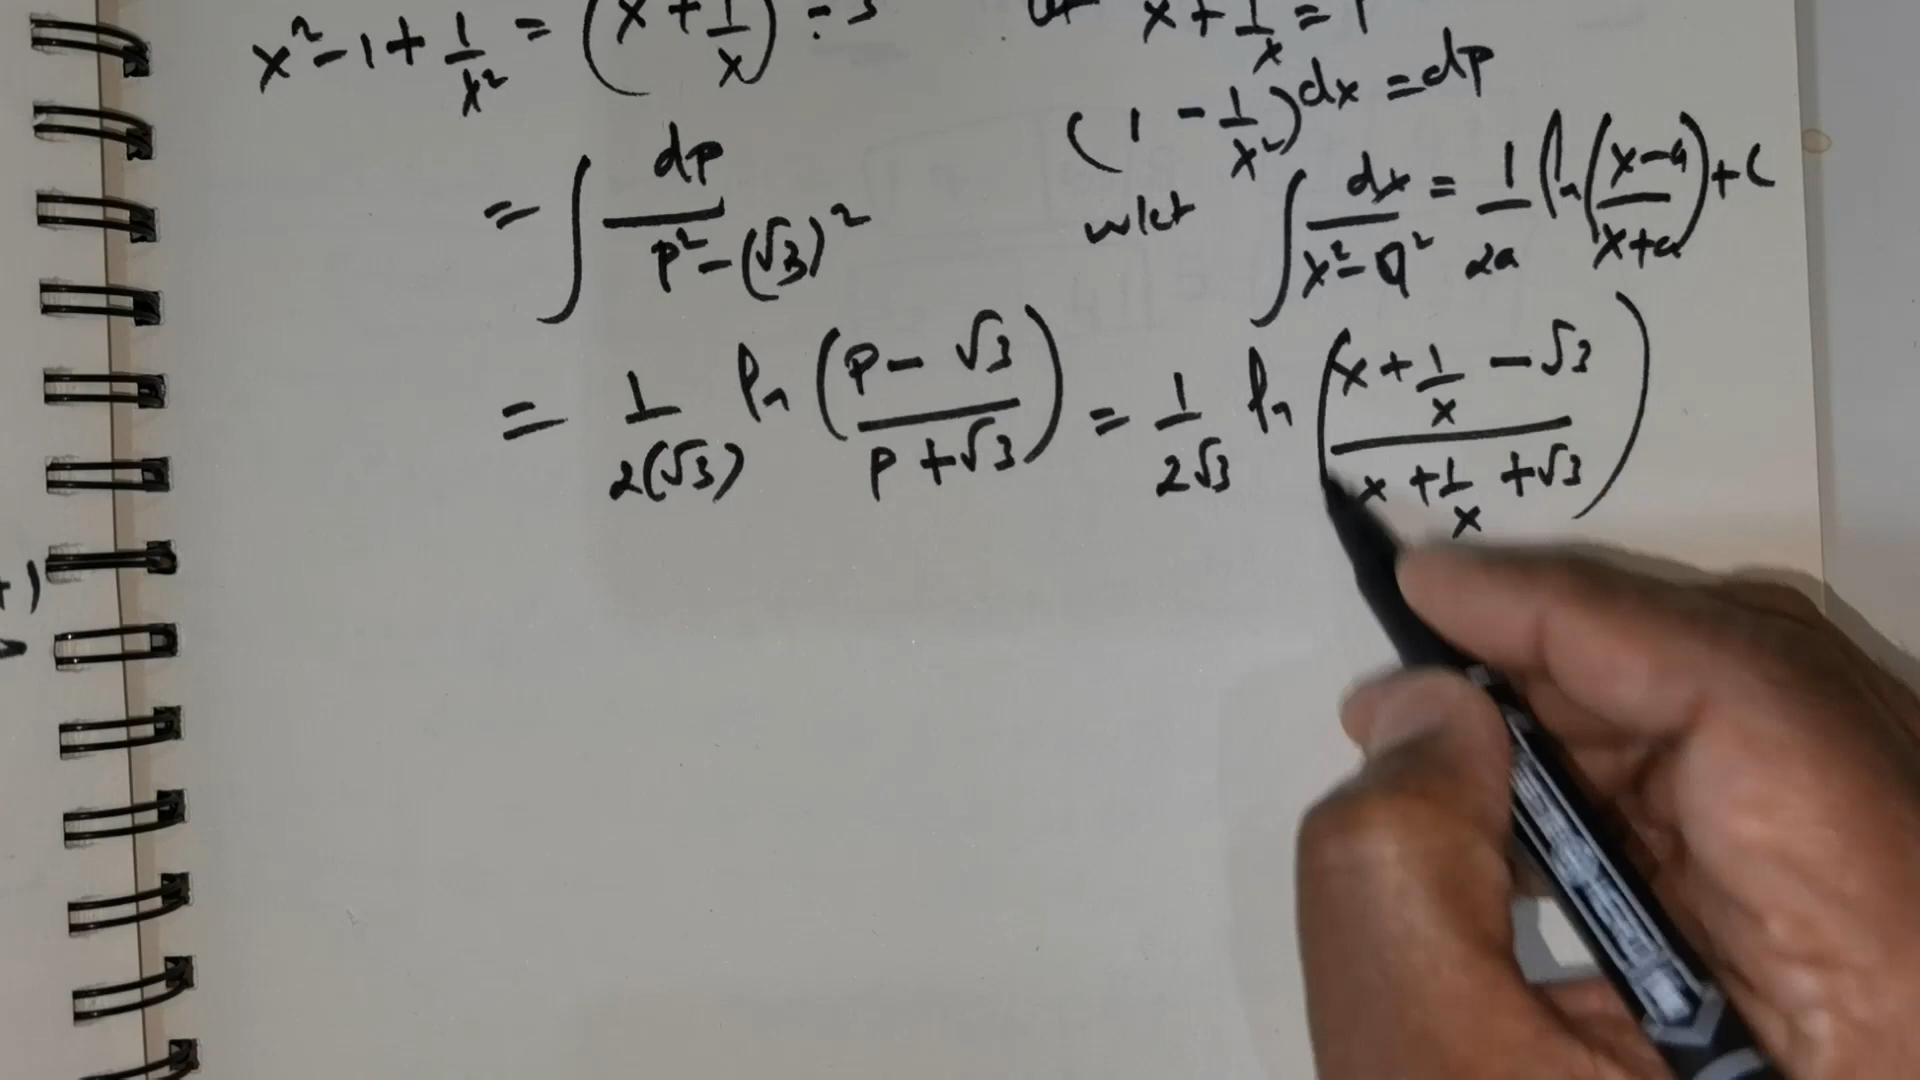 x² - 1 + 1/x² = (x + 1/x) - 3 x + 1/x = P
(1 - 1/x²) dx = dp
= ∫ dp / (p² - (√3)²) wkt ∫ dx / (x² - a²) = 1/2a ln((x-a)/(x+a)) + C
= 1/2(√3) ln((P - √3)/(P + √3)) = 1/2√3 ln((x + 1/x - √3)/(x + 1/x + √3))